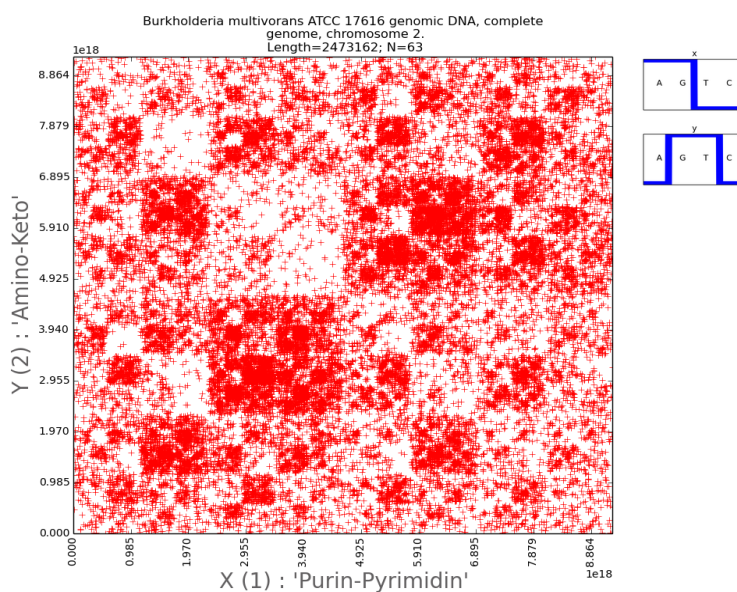 Burkholderia multivorans ATCC 17616 genomic DNA, complete
genome, chromosome 2.
Length=2473162; N=63
1e18
8.864
7.879
6.895
5.910
4.925
3.940
2.955
1.970
0.985
0.000
Y (2) : 'Amino-Keto'
0.000
0.985
1.970
2.955
3.940
4.925
5.910
6.895
7.879
8.864
1e18
X (1) : 'Purin-Pyrimidin'
x
A G T C
y
A G T C